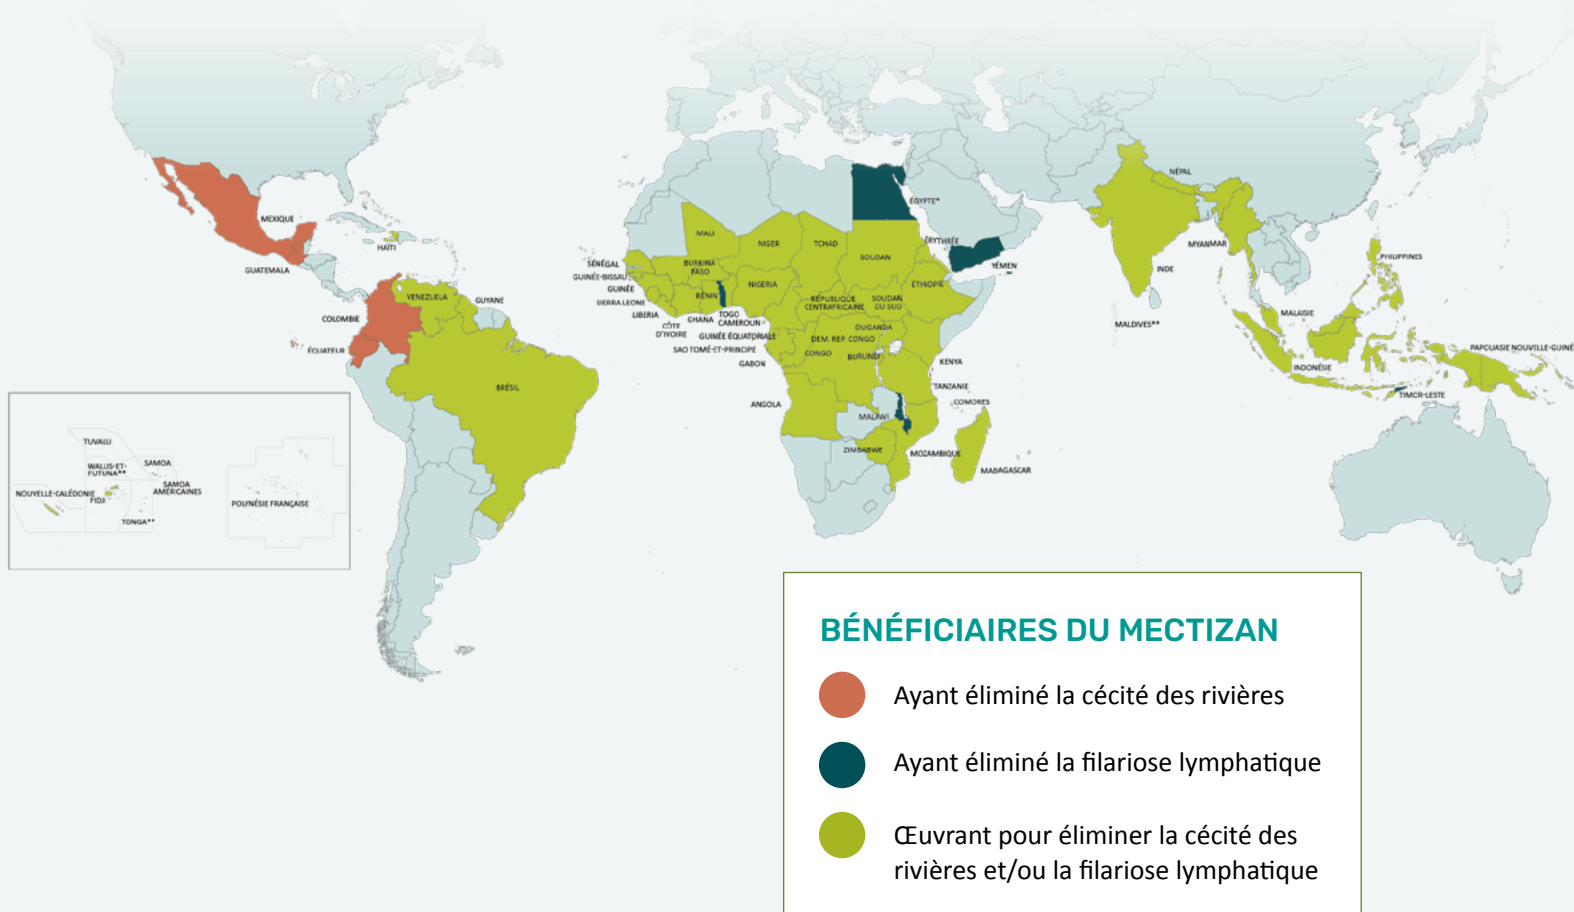 MEXIQUE
GUATEMALA
HAÏTI
VENEZUELA
GUYANE
COLOMBIE
ÉQUATEUR
BRÉSIL
TUVALU
WALLIS-ET-
FUTUNA**
SAMOA
SAMOA
AMÉRICAINES
NOUVELLE-CALÉDONIE
FIDJI
TONGA**
POLYNÉSIE FRANÇAISE
SÉNÉGAL
GUINÉE-BISSAU
GUINÉE
SIERRA LEONE
LIBERIA
CÔTE
D'IVOIRE
MALI
BURKINA
FASO
BÉNIN
GHANA
TOGO
NIGER
NIGERIA
TCHAD
SOUDAN
ÉGYPTE*
ÉRYTHRÉE
YÉMEN
ÉTHIOPIE
RÉPUBLIQUE
CENTRAFRICAINE
SOUDAN
DU SUD
CAMEROUN
GUINÉE ÉQUATORIALE
SAO TOMÉ-ET-PRINCIPE
GABON
OUGANDA
DEM. REP. CONGO
CONGO
BURUNDI
KENYA
TANZANIE
COMORES
ANGOLA
MALAWI
ZIMBABWE
MOZAMBIQUE
MADAGASCAR
NÉPAL
INDE
MYANMAR
MALDIVES**
PHILIPPINES
MALAISIE
INDONÉSIE
PAPOUASIE NOUVELLE-GUINÉ
TIMOR-LESTE
BÉNÉFICIAIRES DU MECTIZAN
Ayant éliminé la cécité des rivières
Ayant éliminé la filariose lymphatique
Œuvrant pour éliminer la cécité des
rivières et/ou la filariose lymphatique